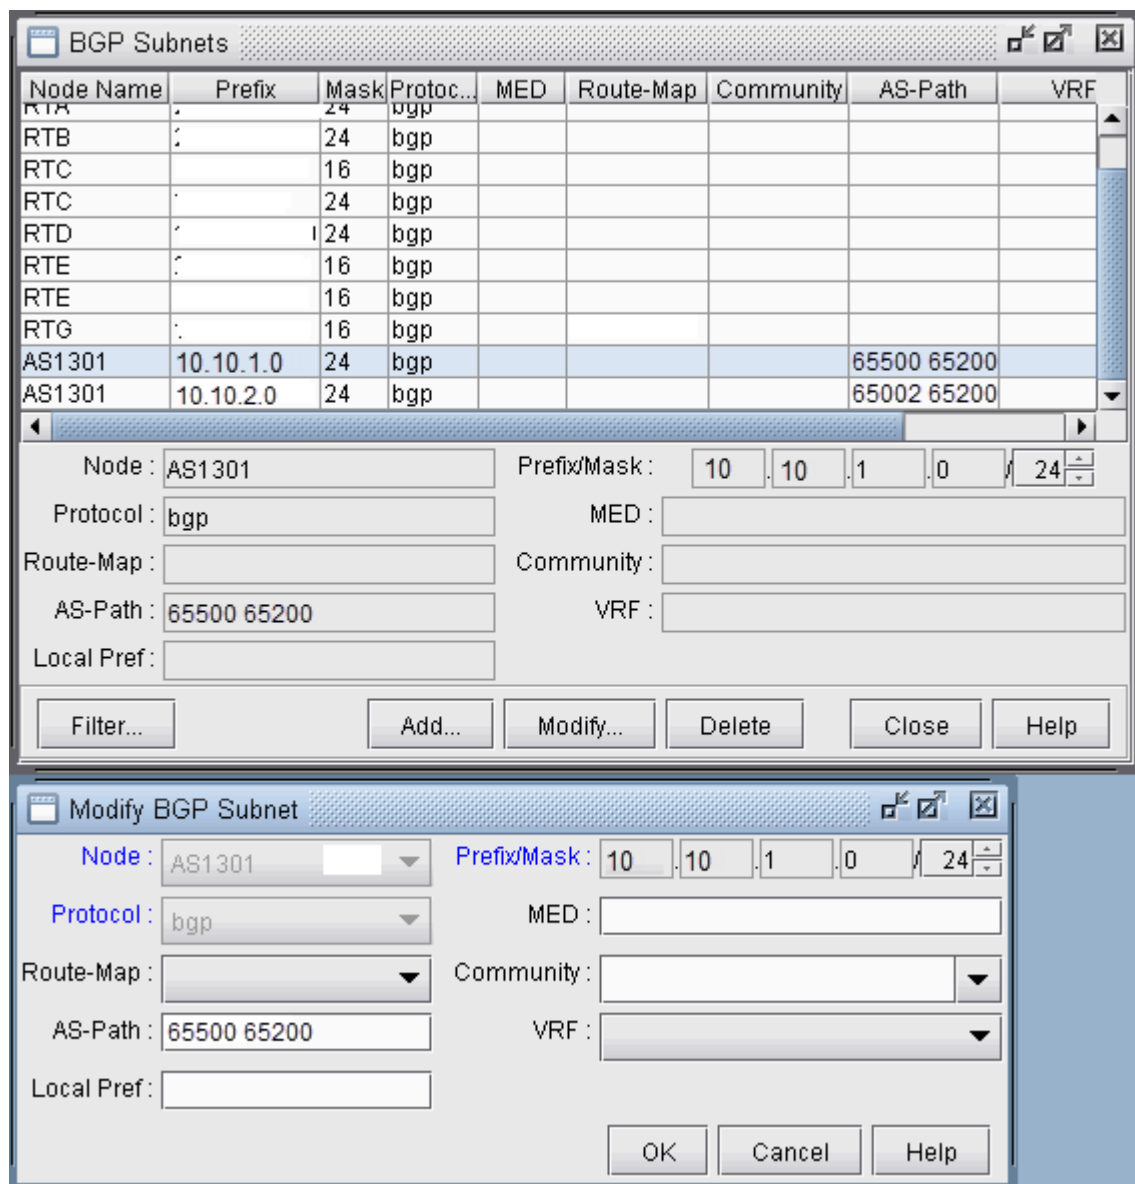 BGP Subnets
Node Name Prefix Mask Protoc... MED Route-Map Community AS-Path VRF
RTA 24 bgp
RTB 24 bgp
RTC 16 bgp
RTC 24 bgp
RTD 24 bgp
RTE 16 bgp
RTE 16 bgp
RTG 16 bgp
AS1301 10.10.1.0 24 bgp 65500 65200
AS1301 10.10.2.0 24 bgp 65002 65200
Node : AS1301 Prefix/Mask : 10 .10 .1 .0 / 24
Protocol : bgp MED :
Route-Map : Community :
AS-Path : 65500 65200 VRF :
Local Pref :
Filter... Add... Modify... Delete Close Help
Modify BGP Subnet
Node : AS1301 Prefix/Mask : 10 .10 .1 .0 / 24
Protocol : bgp MED :
Route-Map : Community :
AS-Path : 65500 65200 VRF :
Local Pref :
OK Cancel Help